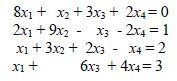 8x₁ + x₂ + 3x₃ + 2x₄ = 0
2x₁ + 9x₂ - x₃ - 2x₄ = 1
x₁ + 3x₂ + 2x₃ - x₄ = 2
x₁ + 6x₃ + 4x₄ = 3